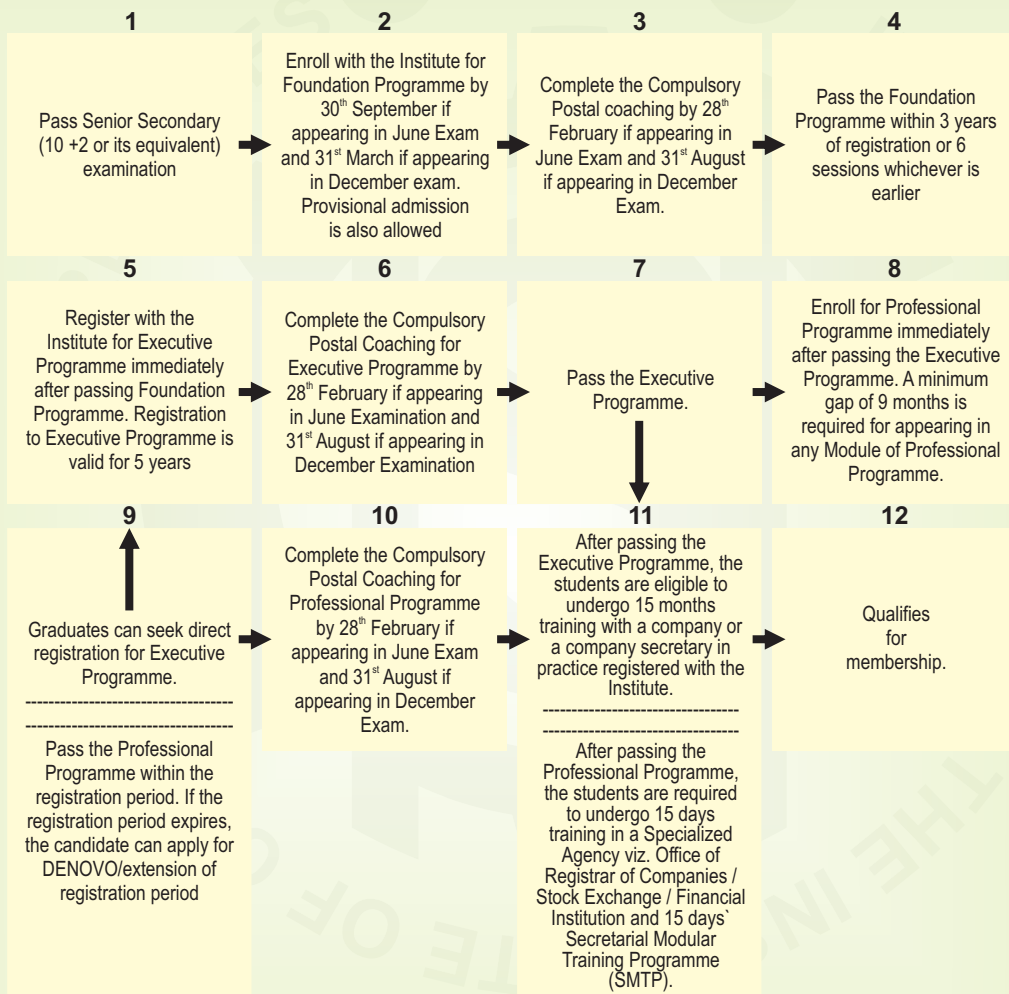 1
Pass Senior Secondary
(10 +2 or its equivalent)
examination
2
Enroll with the Institute for
Foundation Programme by
30th September if
appearing in June Exam
and 31st March if appearing
in December exam.
Provisional admission
is also allowed
3
Complete the Compulsory
Postal coaching by 28th
February if appearing in
June Exam and 31st August
if appearing in December
Exam.
4
Pass the Foundation
Programme within 3 years
of registration or 6
sessions whichever is
earlier
5
Register with the
Institute for Executive
Programme immediately
after passing Foundation
Programme. Registration
to Executive Programme is
valid for 5 years
6
Complete the Compulsory
Postal Coaching for
Executive Programme by
28th February if appearing
in June Examination and
31st August if appearing in
December Examination
7
Pass the Executive
Programme.
8
Enroll for Professional
Programme immediately
after passing the Executive
Programme. A minimum
gap of 9 months is
required for appearing in
any Module of Professional
Programme.
9
Graduates can seek direct
registration for Executive
Programme.
------------------------------------
------------------------------------
Pass the Professional
Programme within the
registration period. If the
registration period expires,
the candidate can apply for
DENOVO/extension of
registration period
10
Complete the Compulsory
Postal Coaching for
Professional Programme
by 28th February if
appearing in June Exam
and 31st August if
appearing in December
Exam.
11
After passing the
Executive Programme, the
students are eligible to
undergo 15 months
training with a company or
a company secretary in
practice registered with the
Institute.
----------------------------------
----------------------------------
After passing the
Professional Programme,
the students are required
to undergo 15 days
training in a Specialized
Agency viz. Office of
Registrar of Companies /
Stock Exchange / Financial
Institution and 15 days`
Secretarial Modular
Training Programme
(SMTP).
12
Qualifies
for
membership.